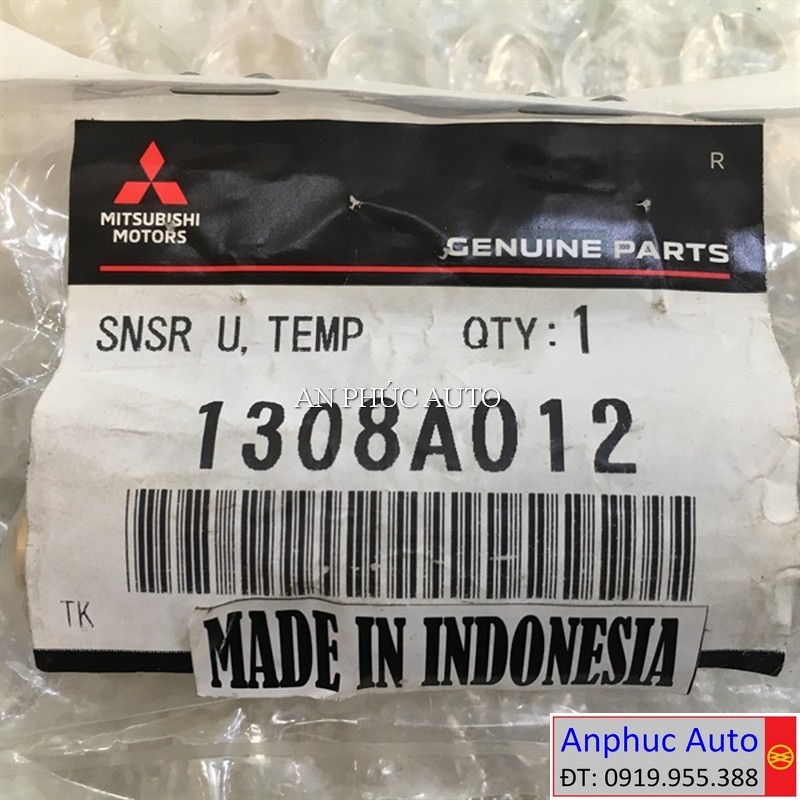 R
MITSUBISHI
MOTORS
GENUINE PARTS
SNSR U, TEMP QTY: 1
AN PHÚC AUTO
1308A012
TK
MADE IN INDONESIA
Anphuc Auto
ĐT: 0919.955.388